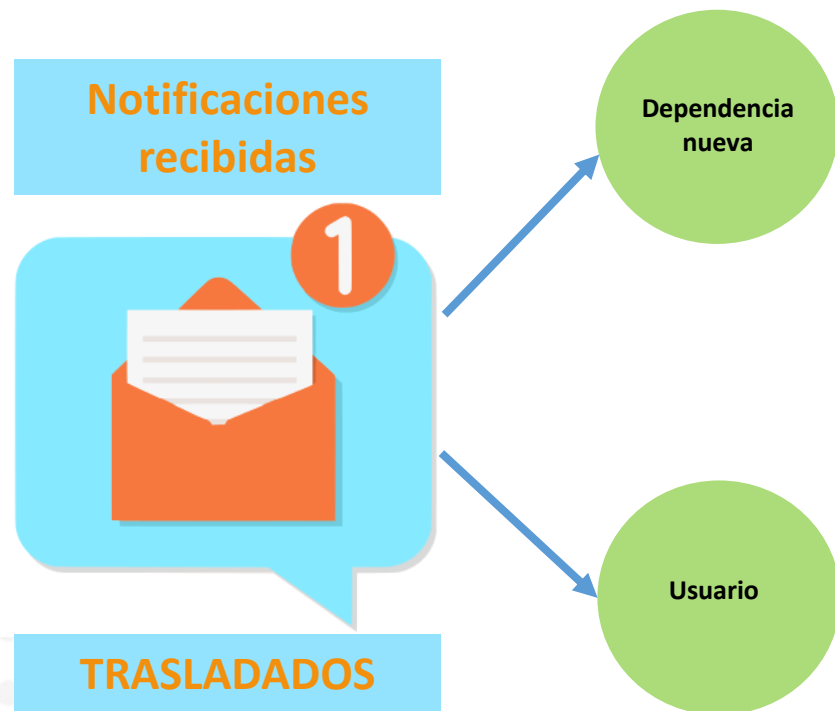 Notificaciones
recibidas
1
TRASLADADOS
Dependencia
nueva
Usuario